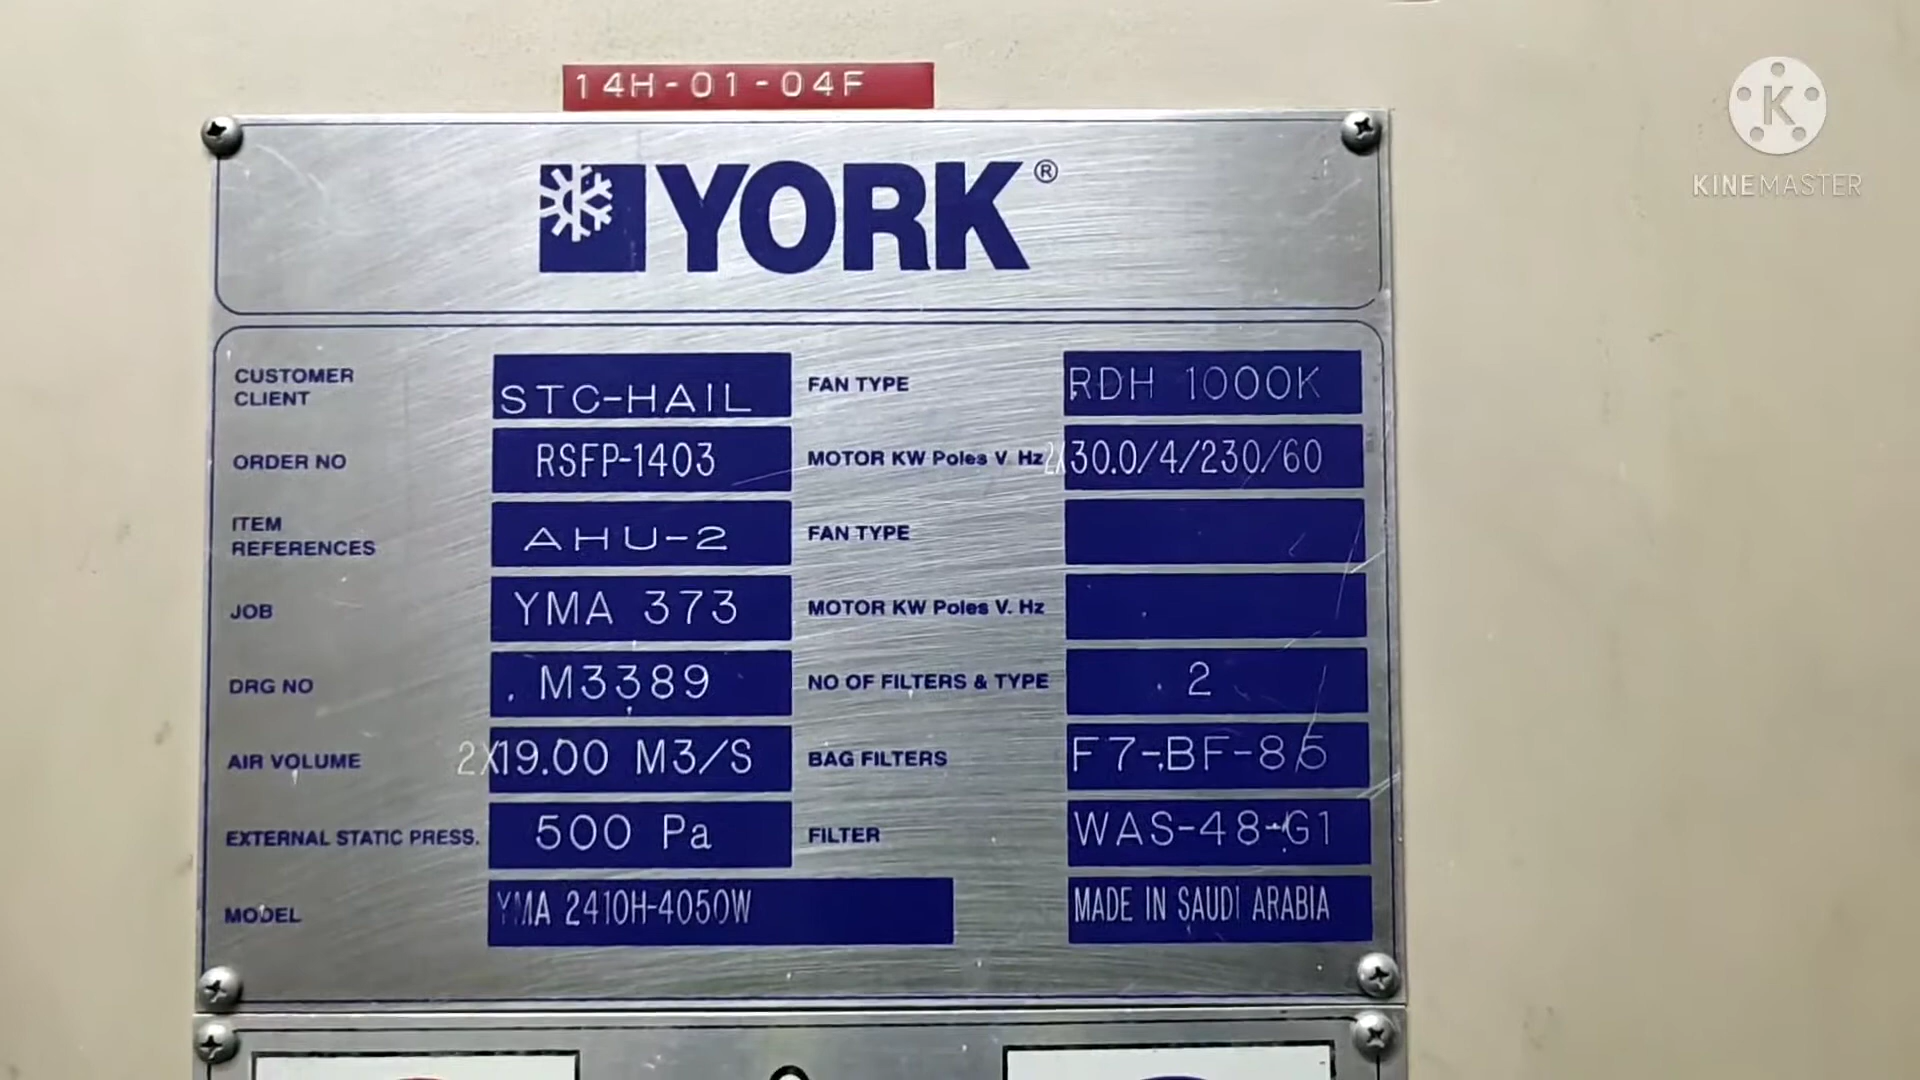 14H-01-04F
YORK®
CUSTOMER CLIENT STC-HAIL
ORDER NO RSFP-1403
ITEM REFERENCES AHU-2
JOB YMA 373
DRG NO M3389
AIR VOLUME 2X19.00 M3/S
EXTERNAL STATIC PRESS. 500 Pa
MODEL YMA 2410H-4050W
FAN TYPE RDH 1000K
MOTOR KW Poles V. Hz 2X30.0/4/230/60
FAN TYPE
MOTOR KW Poles V. Hz
NO OF FILTERS & TYPE 2
BAG FILTERS F7-BF-85
FILTER WAS-48-G1
MADE IN SAUDI ARABIA
K
KINEMASTER